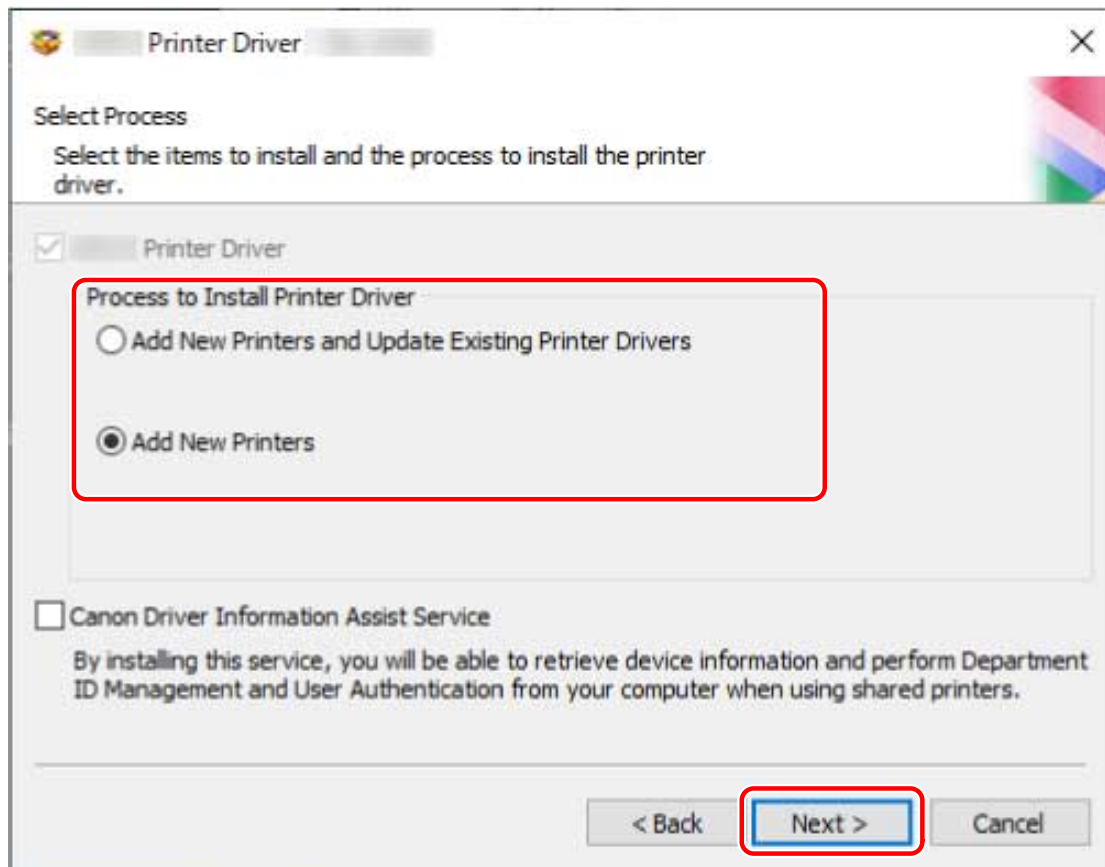 Printer Driver
Select Process
Select the items to install and the process to install the printer
driver.
Printer Driver
Process to Install Printer Driver
Add New Printers and Update Existing Printer Drivers
Add New Printers
Canon Driver Information Assist Service
By installing this service, you will be able to retrieve device information and perform Department
ID Management and User Authentication from your computer when using shared printers.
< Back
Next >
Cancel